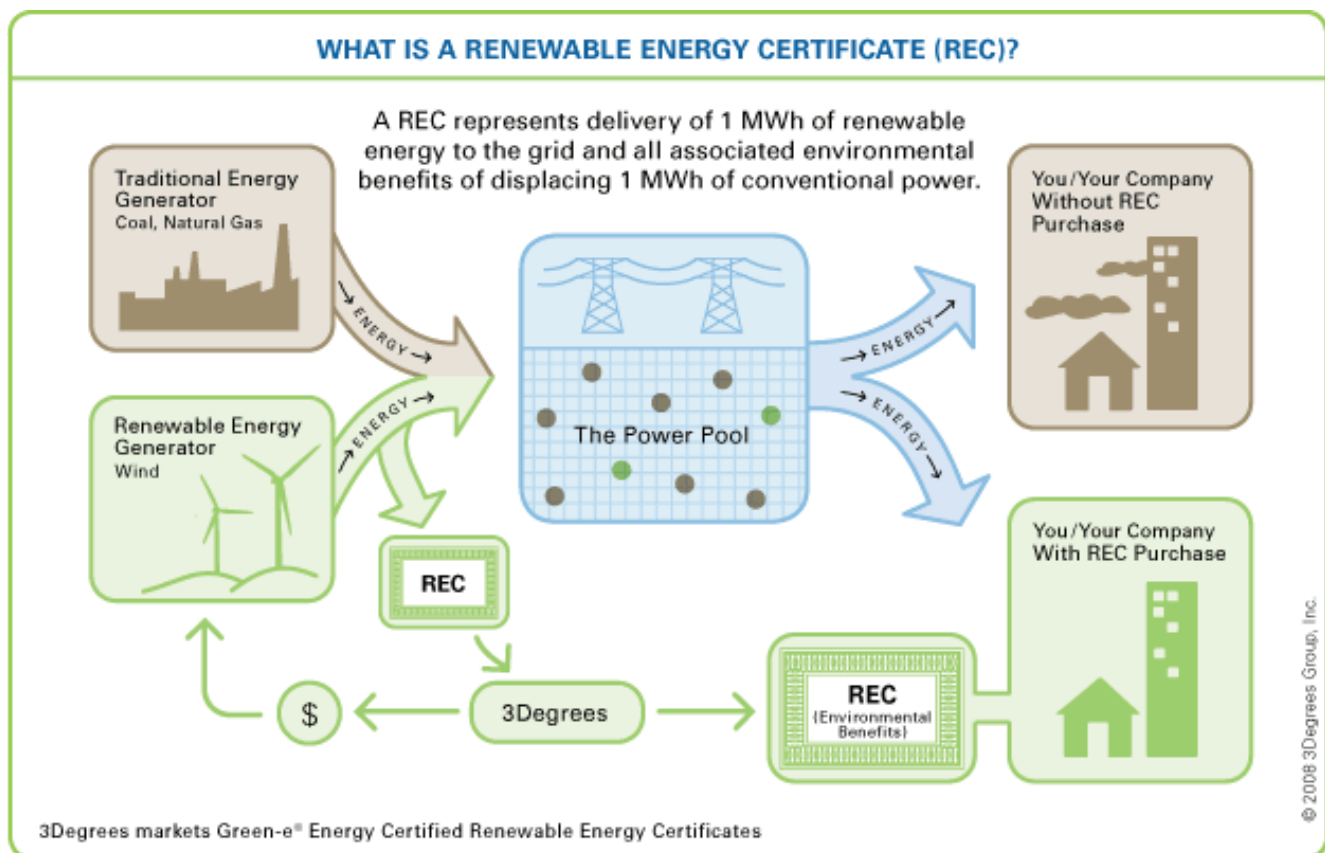 WHAT IS A RENEWABLE ENERGY CERTIFICATE (REC)?
A REC represents delivery of 1 MWh of renewable
energy to the grid and all associated environmental
benefits of displacing 1 MWh of conventional power.
Traditional Energy
Generator
Coal, Natural Gas
ENERGY
Renewable Energy
Generator
Wind
ENERGY
The Power Pool
ENERGY
ENERGY
You/Your Company
Without REC
Purchase
You/Your Company
With REC Purchase
REC
$
3Degrees
REC
{Environmental
Benefits}
© 2008 3Degrees Group, Inc.
3Degrees markets Green-e® Energy Certified Renewable Energy Certificates